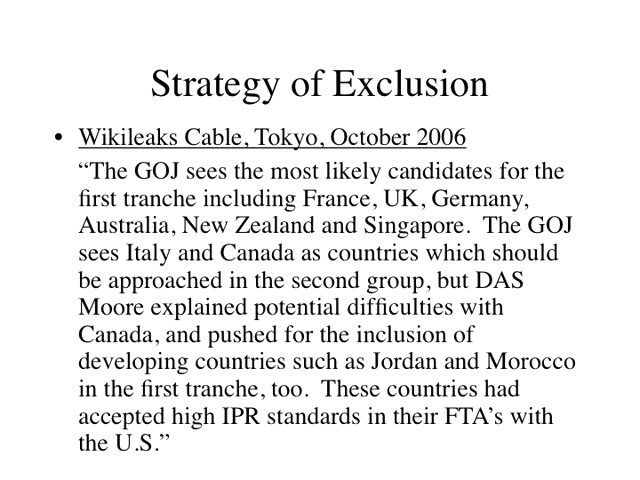 Strategy of Exclusion
• Wikileaks Cable, Tokyo, October 2006
“The GOJ sees the most likely candidates for the
first tranche including France, UK, Germany,
Australia, New Zealand and Singapore.  The GOJ
sees Italy and Canada as countries which should
be approached in the second group, but DAS
Moore explained potential difficulties with
Canada, and pushed for the inclusion of
developing countries such as Jordan and Morocco
in the first tranche, too.  These countries had
accepted high IPR standards in their FTA’s with
the U.S.”